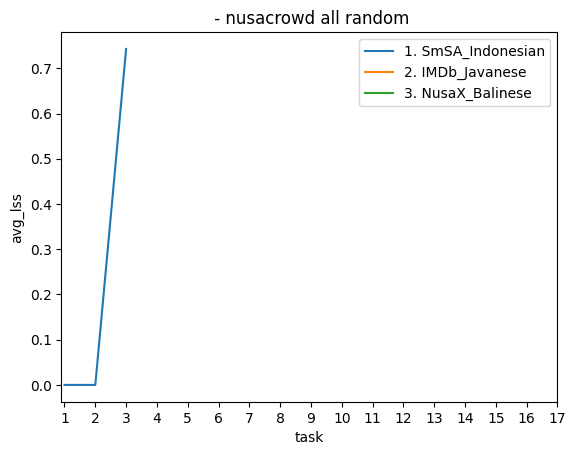 - nusacrowd all random
1. SmSA_Indonesian
2. IMDb_Javanese
3. NusaX_Balinese
avg_lss
0.7
0.6
0.5
0.4
0.3
0.2
0.1
0.0
1 2 3 4 5 6 7 8 9 10 11 12 13 14 15 16 17
task